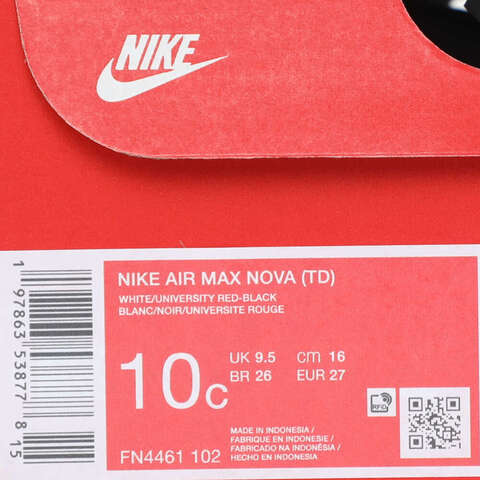 NIKE
NIKE AIR MAX NOVA (TD)
WHITE/UNIVERSITY RED-BLACK
BLANC/NOIR/UNIVERSITE ROUGE
10C
UK 9.5 cm 16
BR 26 EUR 27
RFID
MADE IN INDONESIA /
FABRIQUE EN INDONESIE /
FABRICADO NA INDONÉSIA /
HECHO EN INDONESIA
FN4461 102
1 97863 53877 8 15